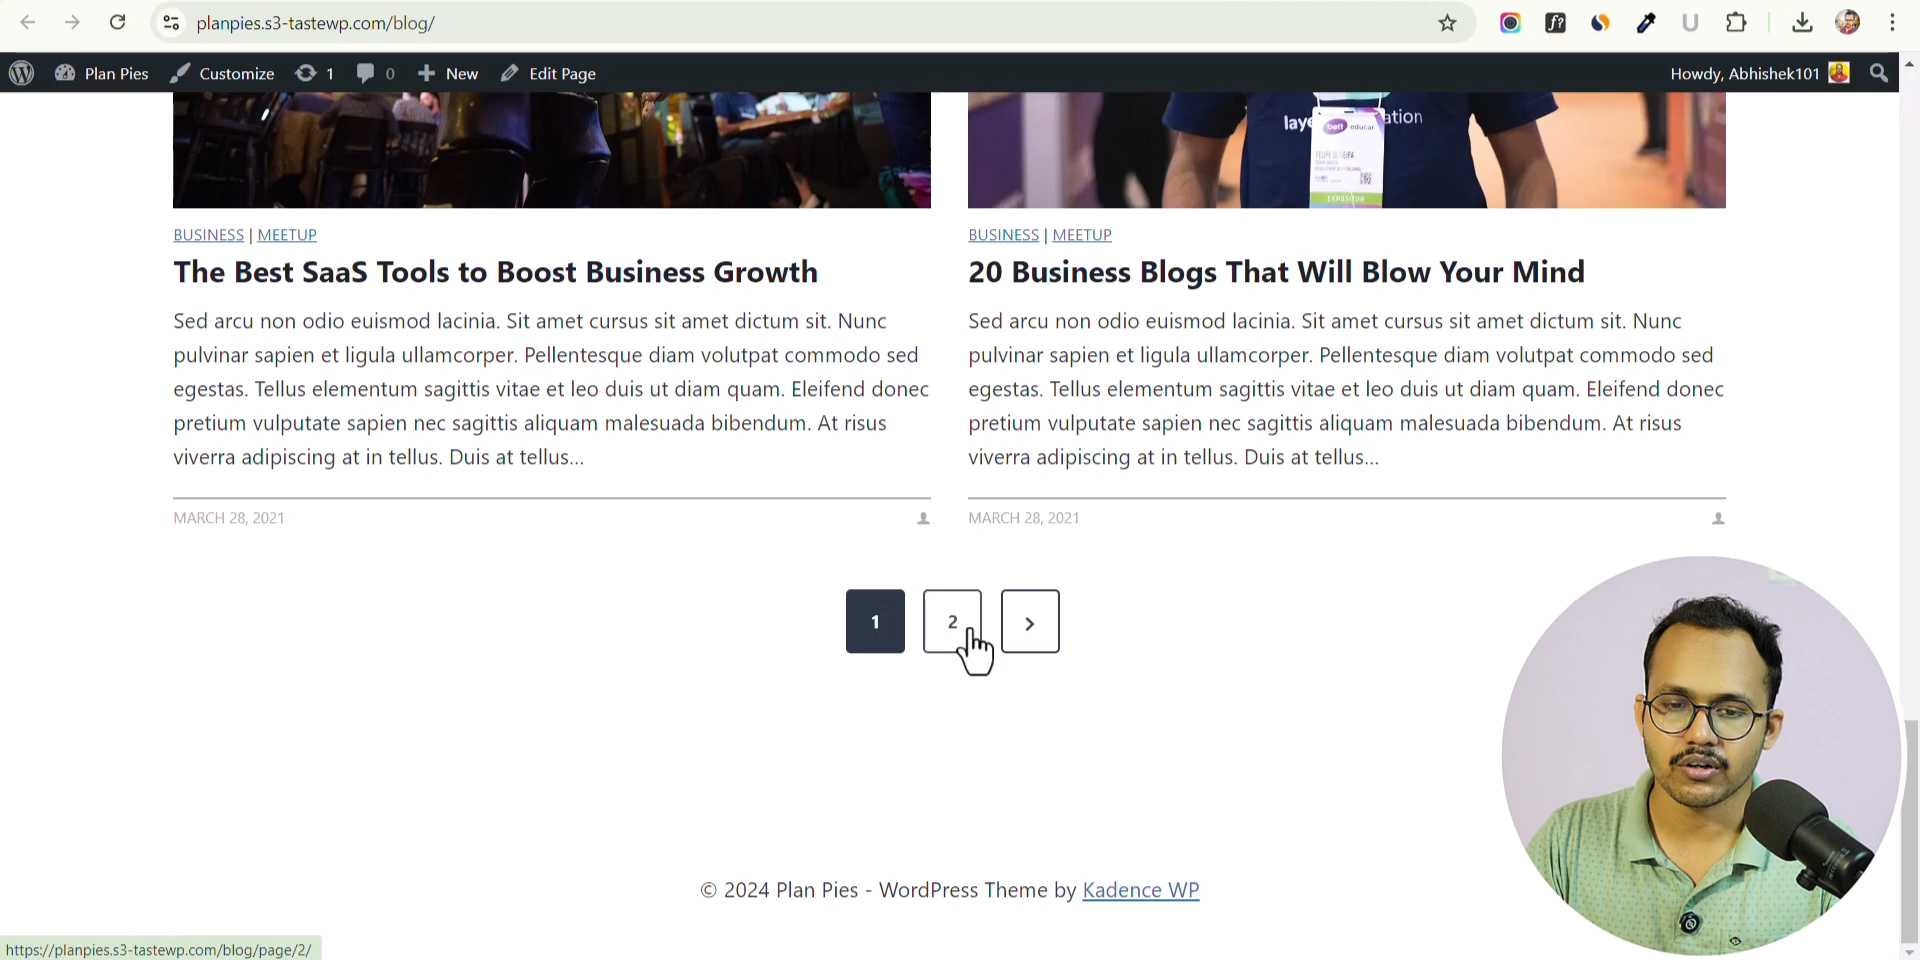 planpies.s3-tastewp.com/blog/
Plan Pies Customize 1 0 New Edit Page Howdy, Abhishek101
laye ation
bett educar
FELIPE OLIVEIRA
EXPOSITOR
BUSINESS | MEETUP
The Best SaaS Tools to Boost Business Growth
Sed arcu non odio euismod lacinia. Sit amet cursus sit amet dictum sit. Nunc
pulvinar sapien et ligula ullamcorper. Pellentesque diam volutpat commodo sed
egestas. Tellus elementum sagittis vitae et leo duis ut diam quam. Eleifend donec
pretium vulputate sapien nec sagittis aliquam malesuada bibendum. At risus
viverra adipiscing at in tellus. Duis at tellus...
MARCH 28, 2021
BUSINESS | MEETUP
20 Business Blogs That Will Blow Your Mind
Sed arcu non odio euismod lacinia. Sit amet cursus sit amet dictum sit. Nunc
pulvinar sapien et ligula ullamcorper. Pellentesque diam volutpat commodo sed
egestas. Tellus elementum sagittis vitae et leo duis ut diam quam. Eleifend donec
pretium vulputate sapien nec sagittis aliquam malesuada bibendum. At risus
viverra adipiscing at in tellus. Duis at tellus...
MARCH 28, 2021
1 2 >
© 2024 Plan Pies - WordPress Theme by Kadence WP
https://planpies.s3-tastewp.com/blog/page/2/